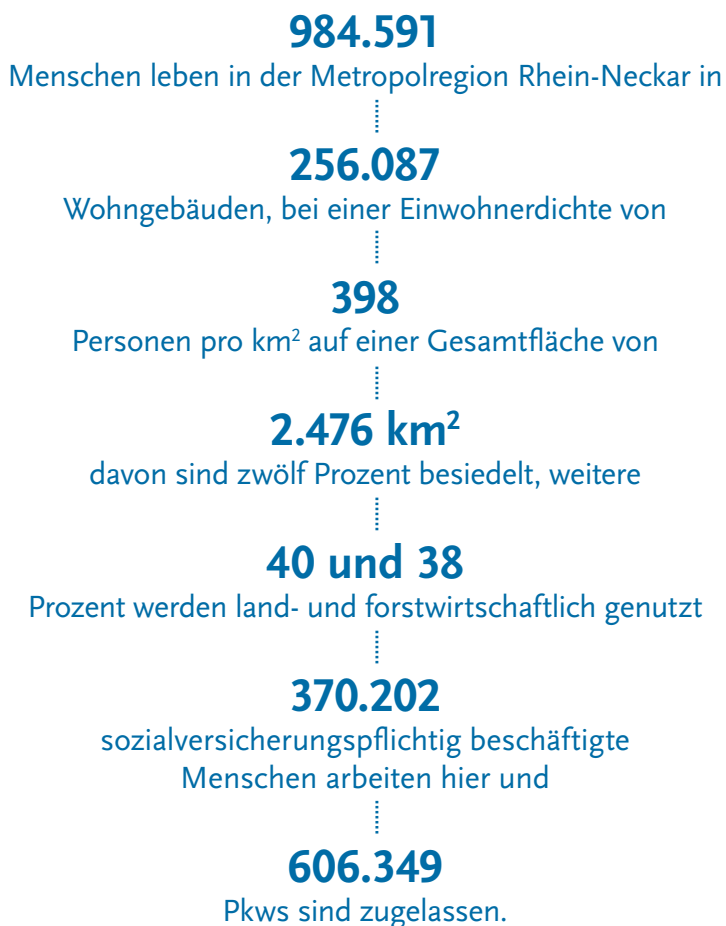 984.591
Menschen leben in der Metropolregion Rhein-Neckar in
256.087
Wohngebäuden, bei einer Einwohnerdichte von
398
Personen pro km² auf einer Gesamtfläche von
2.476 km²
davon sind zwölf Prozent besiedelt, weitere
40 und 38
Prozent werden land- und forstwirtschaftlich genutzt
370.202
sozialversicherungspflichtig beschäftigte
Menschen arbeiten hier und
606.349
Pkws sind zugelassen.